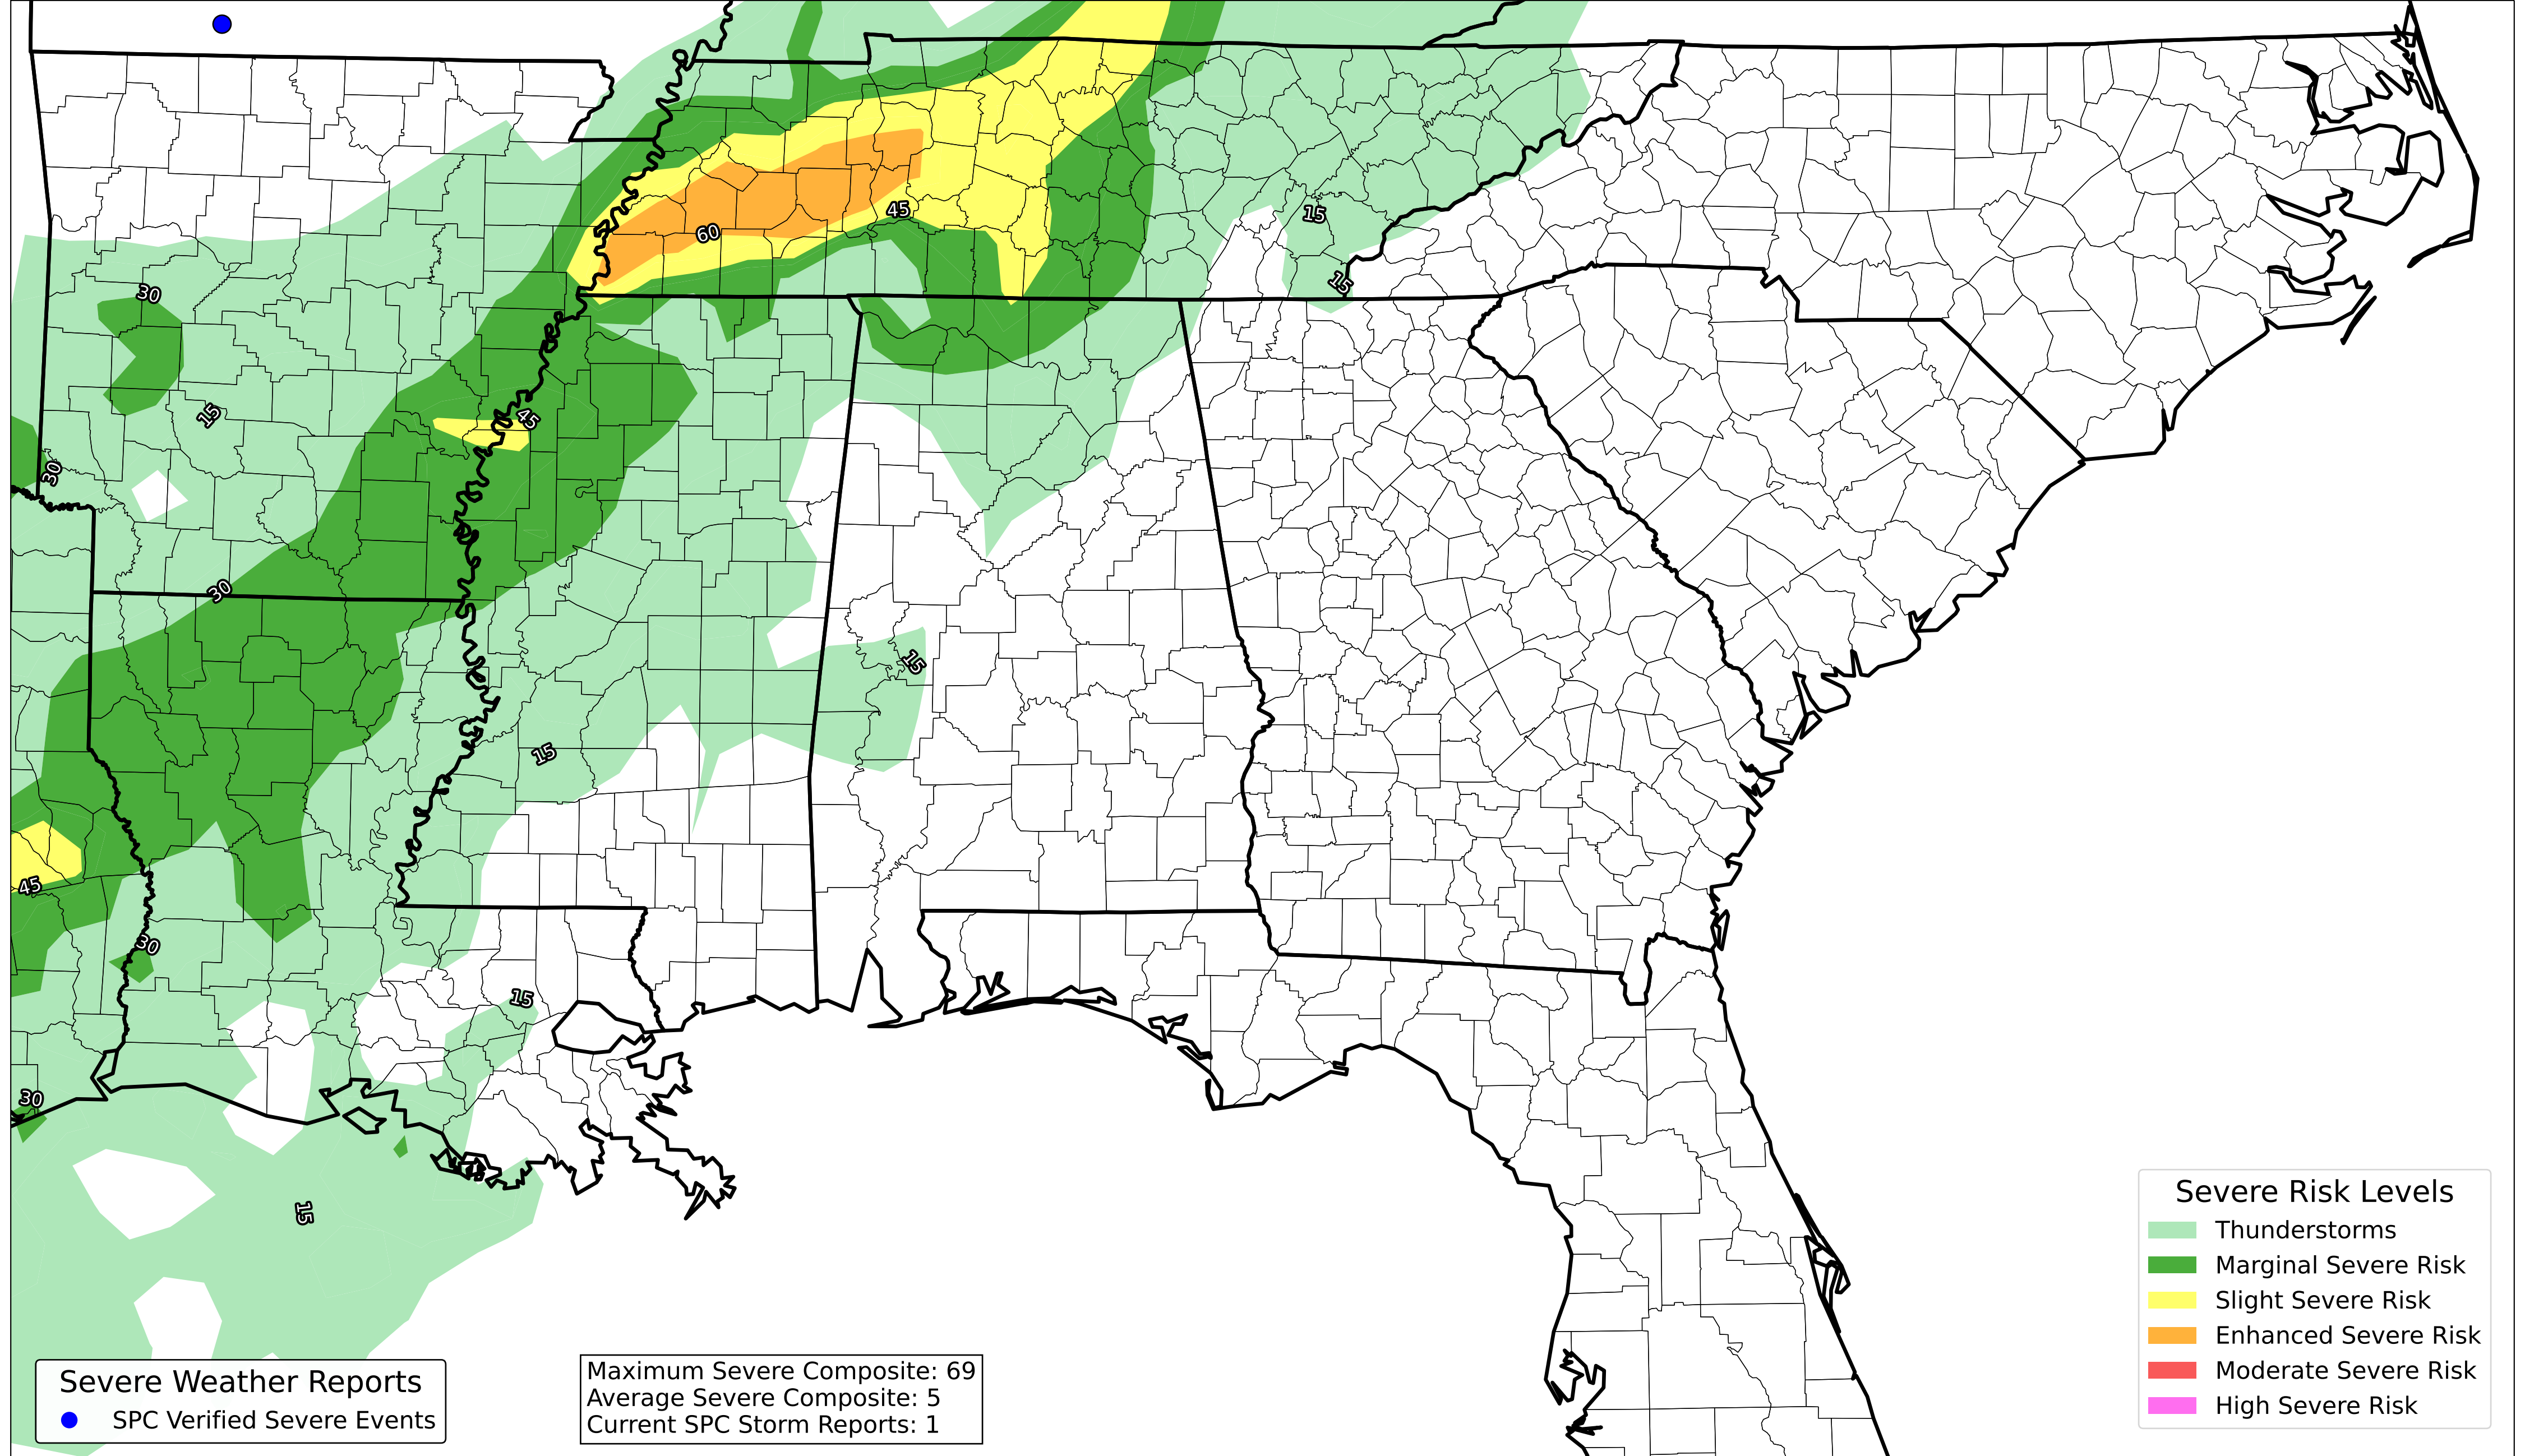 45
60
15
30
15
15
45
30
30
15
15
45
30
15
30
15
Severe Risk Levels
Thunderstorms
Marginal Severe Risk
Slight Severe Risk
Enhanced Severe Risk
Moderate Severe Risk
High Severe Risk
Severe Weather Reports
SPC Verified Severe Events
Maximum Severe Composite: 69
Average Severe Composite: 5
Current SPC Storm Reports: 1